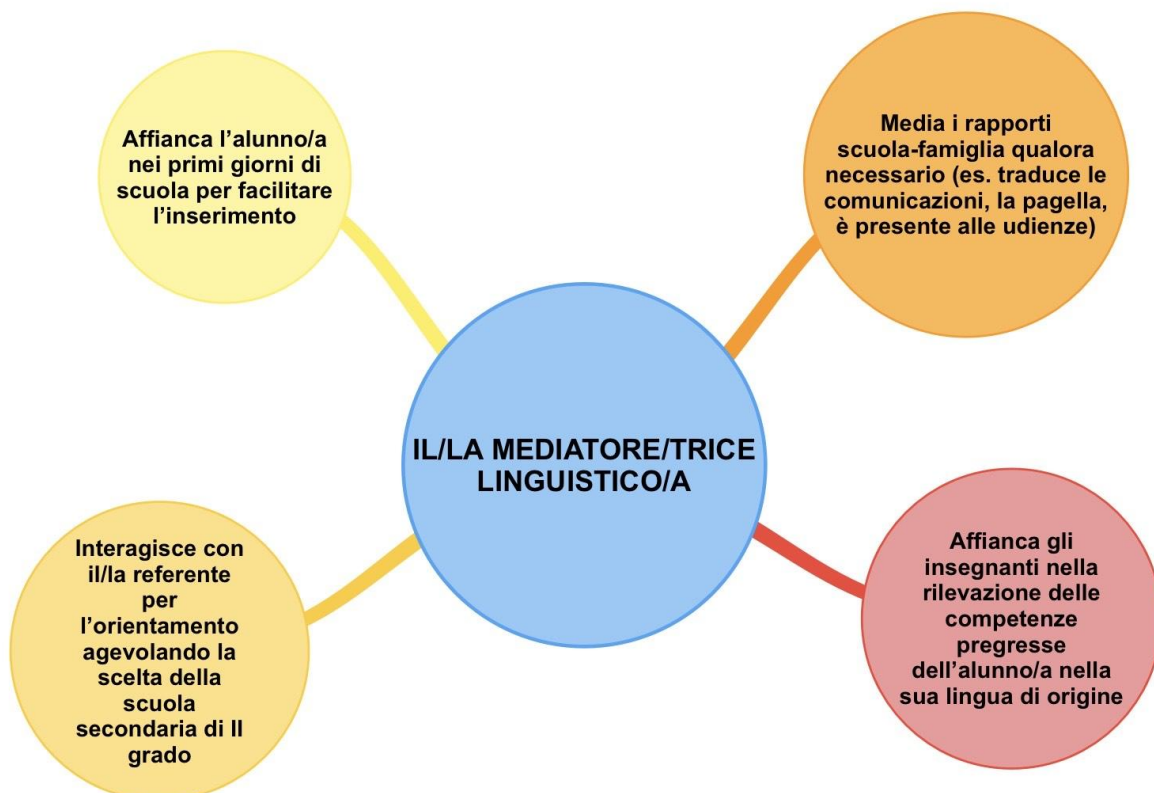 Affianca l’alunno/a
nei primi giorni di
scuola per facilitare
l’inserimento
Media i rapporti
scuola-famiglia qualora
necessario (es. traduce le
comunicazioni, la pagella,
è presente alle udienze)
IL/LA MEDIATORE/TRICE
LINGUISTICO/A
Interagisce con
il/la referente
per
l’orientamento
agevolando la
scelta della
scuola
secondaria di II
grado
Affianca gli
insegnanti nella
rilevazione delle
competenze
pregresse
dell’alunno/a nella
sua lingua di origine